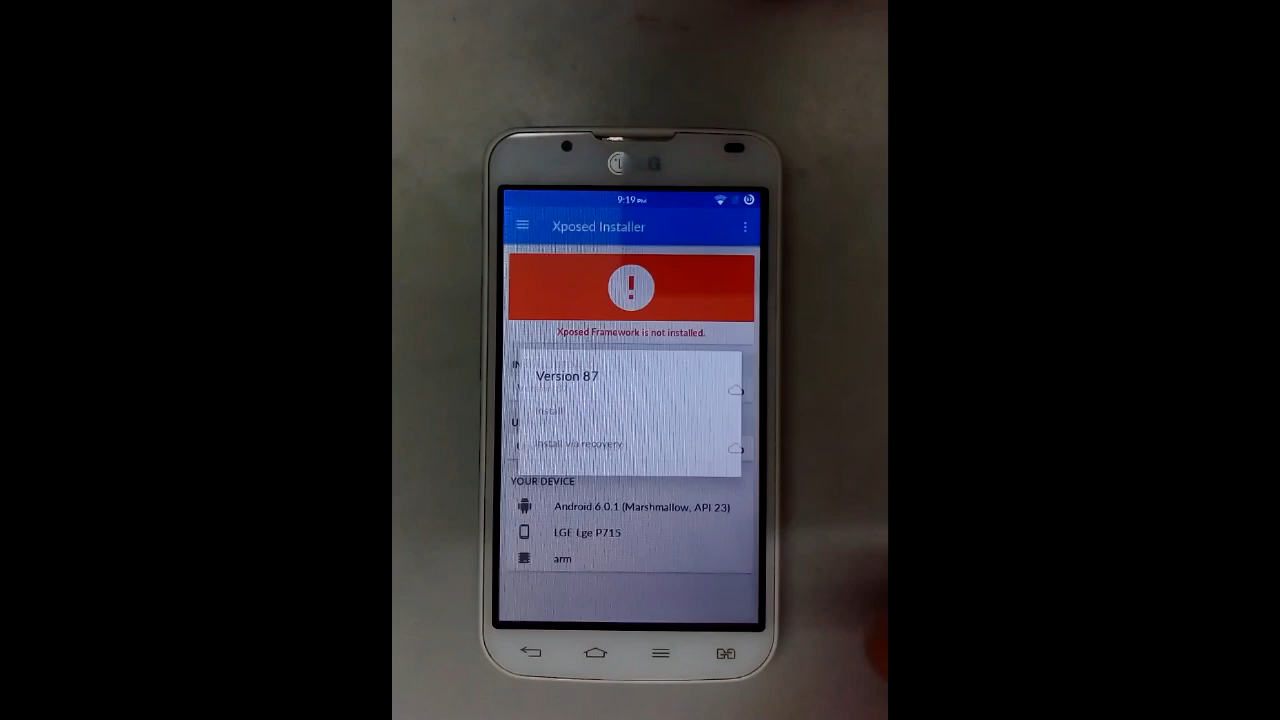 LG
9:19 PM
Xposed Installer
Xposed Framework is not installed.
Version 87
Install
Install via recovery
YOUR DEVICE
Android 6.0.1 (Marshmallow, API 23)
LGE Lge P715
arm